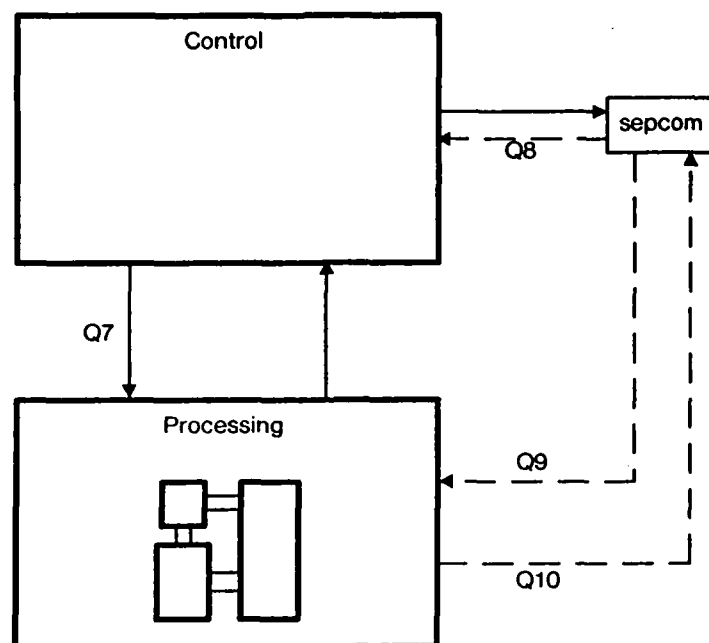 Control
sepcom
Q8
Q7
Processing
Q9
Q10